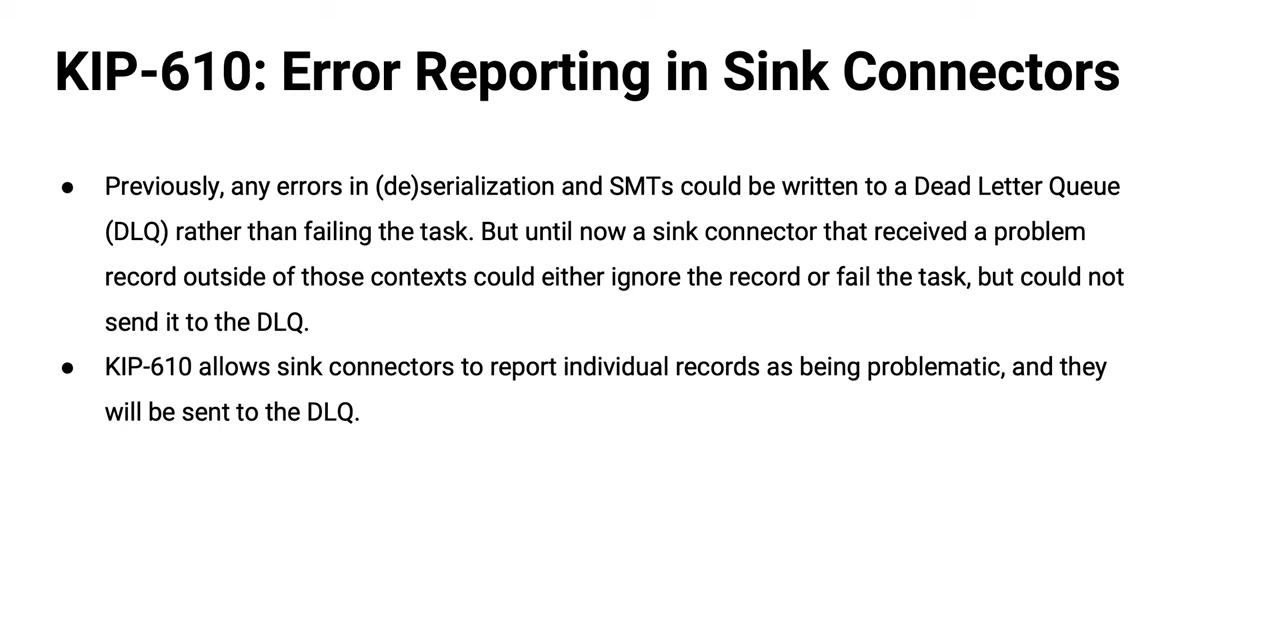 KIP-610: Error Reporting in Sink Connectors
● Previously, any errors in (de)serialization and SMTs could be written to a Dead Letter Queue
(DLQ) rather than failing the task. But until now a sink connector that received a problem
record outside of those contexts could either ignore the record or fail the task, but could not
send it to the DLQ.
● KIP-610 allows sink connectors to report individual records as being problematic, and they
will be sent to the DLQ.